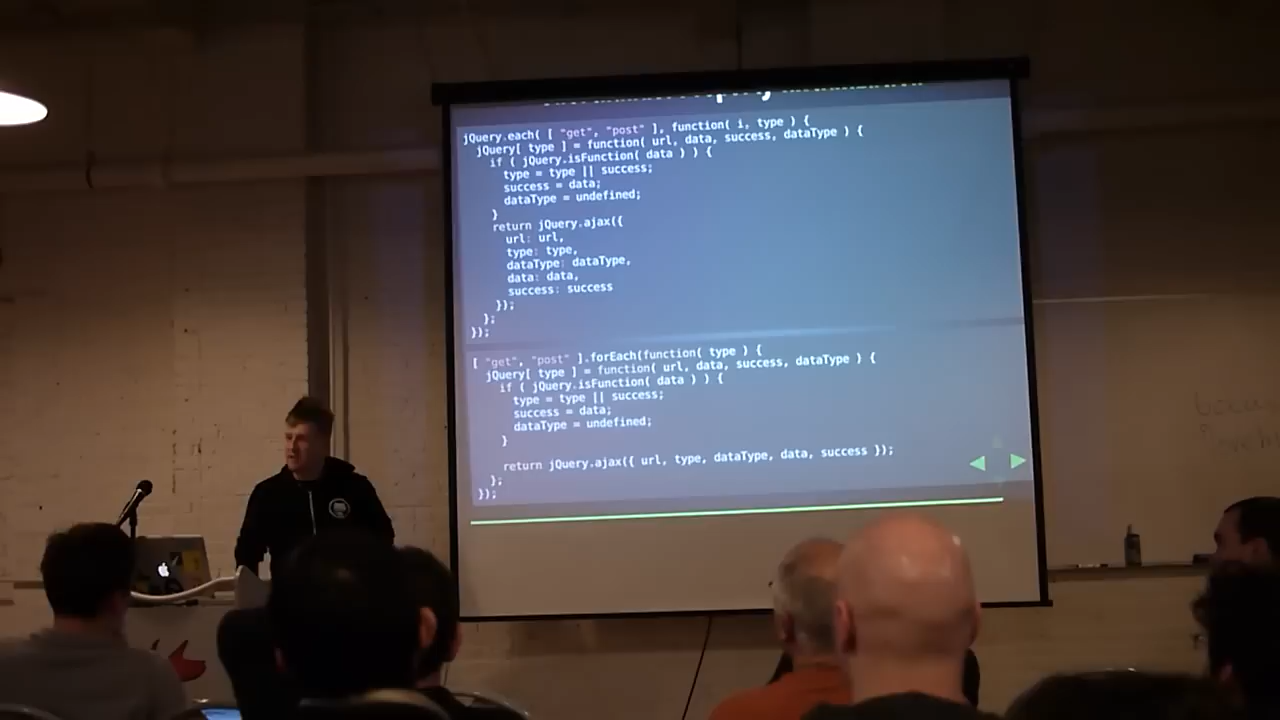 jQuery.each( [ "get", "post" ], function( i, type ) {
jQuery[ type ] = function( url, data, success, dataType ) {
if ( jQuery.isFunction( data ) ) {
type = type || success;
success = data;
dataType = undefined;
}
return jQuery.ajax({
url: url,
type: type,
dataType: dataType,
data: data,
success: success
});
};
});
[ "get", "post" ].forEach(function( type ) {
jQuery[ type ] = function( url, data, success, dataType ) {
if ( jQuery.isFunction( data ) ) {
type = type || success;
success = data;
dataType = undefined;
}
return jQuery.ajax({ url, type, dataType, data, success });
};
});